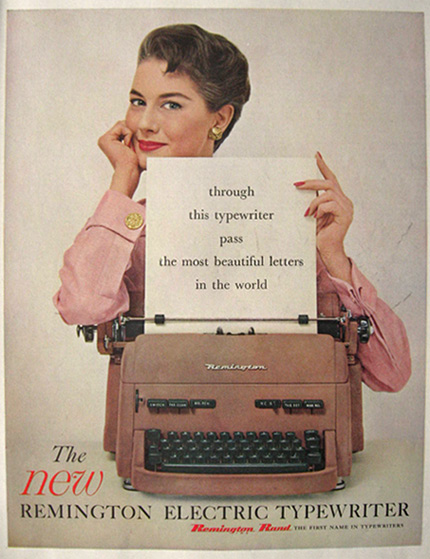 through
this typewriter
pass
the most beautiful letters
in the world
Remington
The
new
REMINGTON ELECTRIC TYPEWRITER
Remington Rand THE FIRST NAME IN TYPEWRITERS